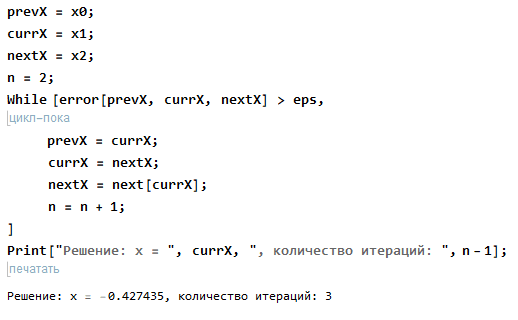 prevX = x0;
currX = x1;
nextX = x2;
n = 2;
While[error[prevX, currX, nextX] > eps,
цикл-пока
prevX = currX;
currX = nextX;
nextX = next[currX];
n = n + 1;
]
Print["Решение: x = ", currX, ", количество итераций: ", n - 1];
печатать
Решение: x = -0.427435, количество итераций: 3